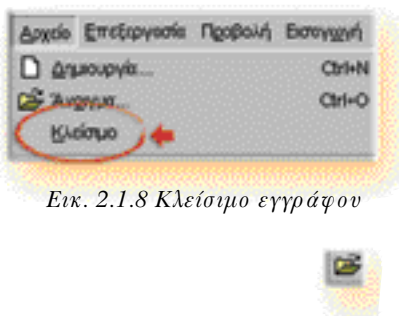 Αρχείο Επεξεργασία Προβολή Εισαγωγή
Δημιουργία... Ctrl+N
Άνοιγμα... Ctrl+O
Κλείσιμο
Εικ. 2.1.8 Κλείσιμο εγγράφου